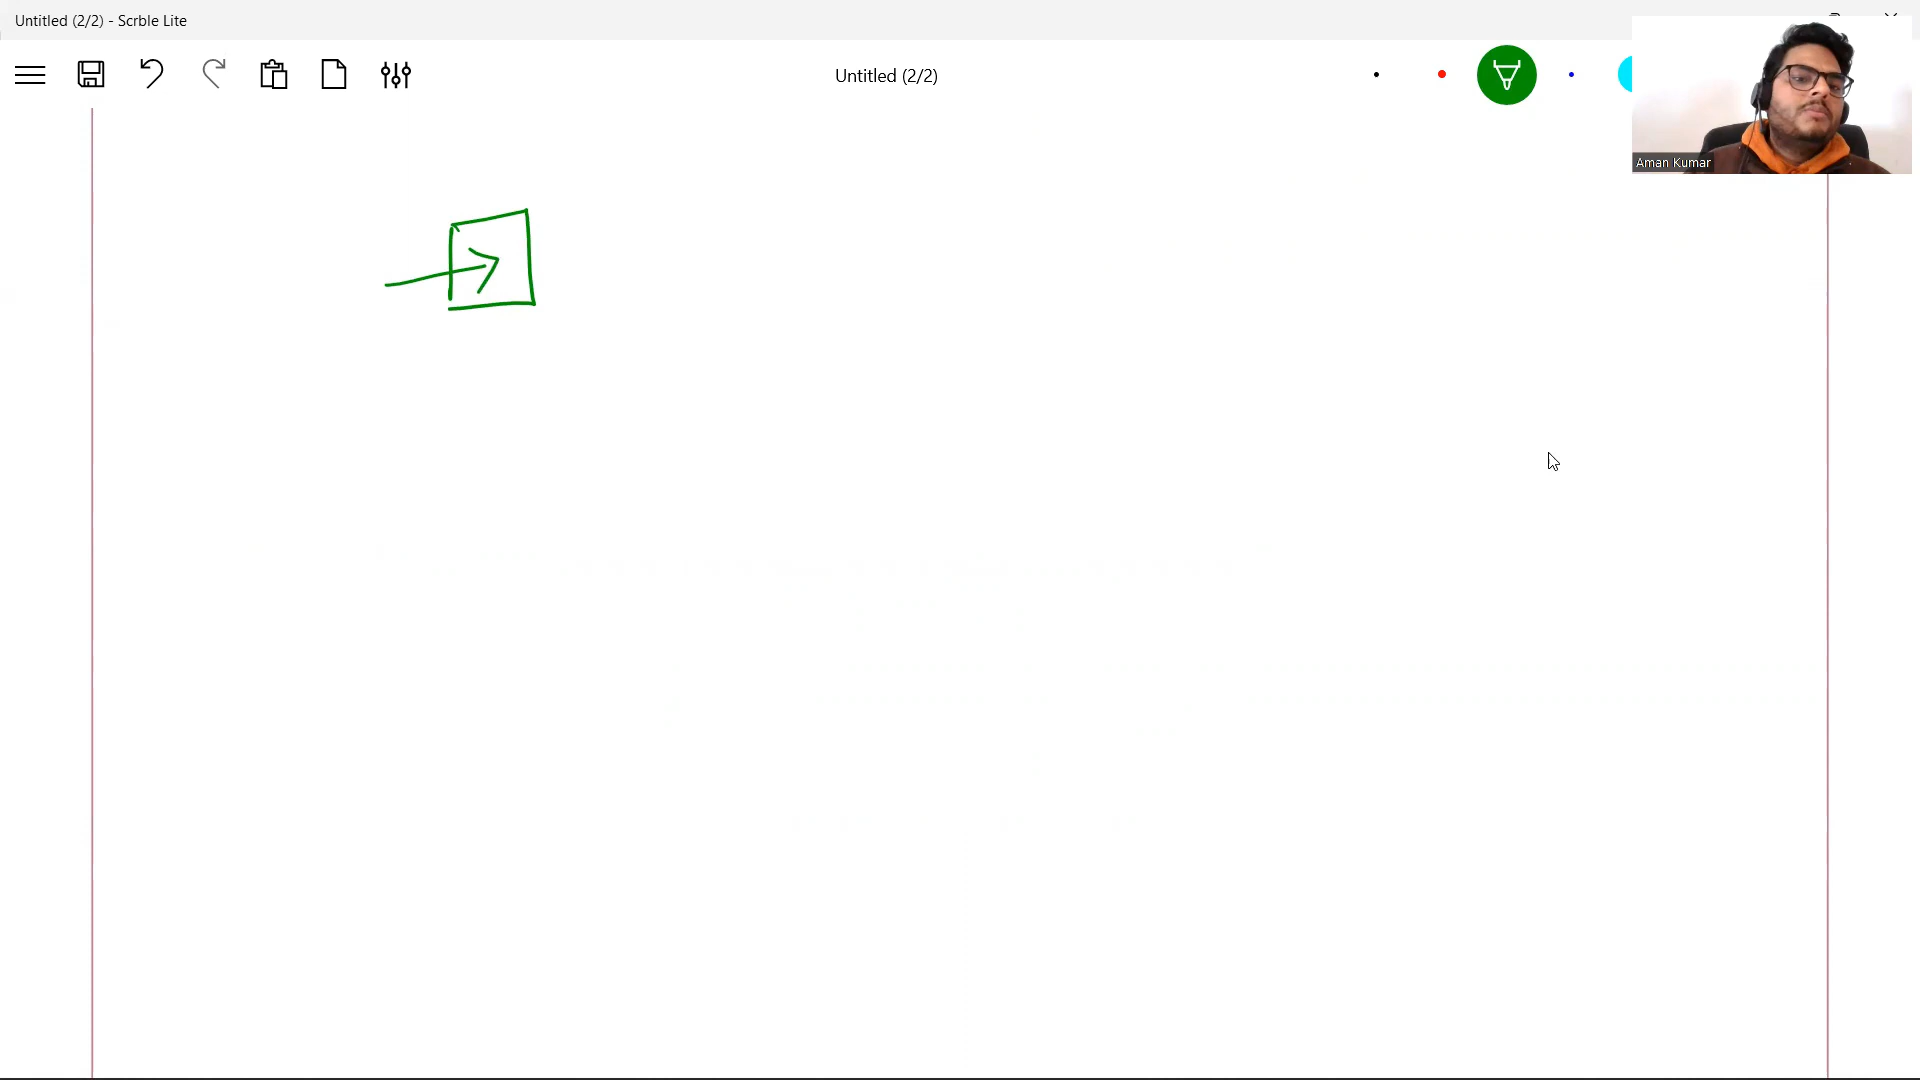 Untitled (2/2) - Scrble Lite
Untitled (2/2)
Aman Kumar